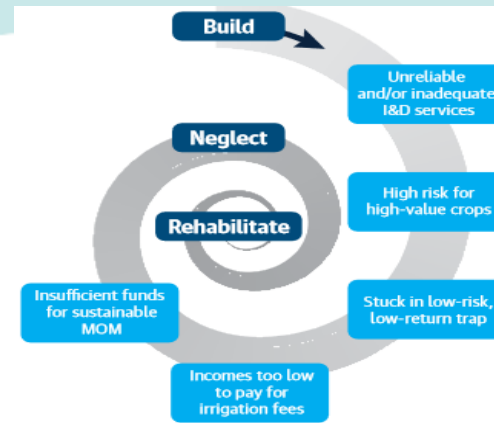 Build
Unreliable
and/or inadequate
I&D services
Neglect
High risk for
high-value crops
Rehabilitate
Insufficient funds
for sustainable
MOM
Stuck in low-risk,
low-return trap
Incomes too low
to pay for
irrigation fees